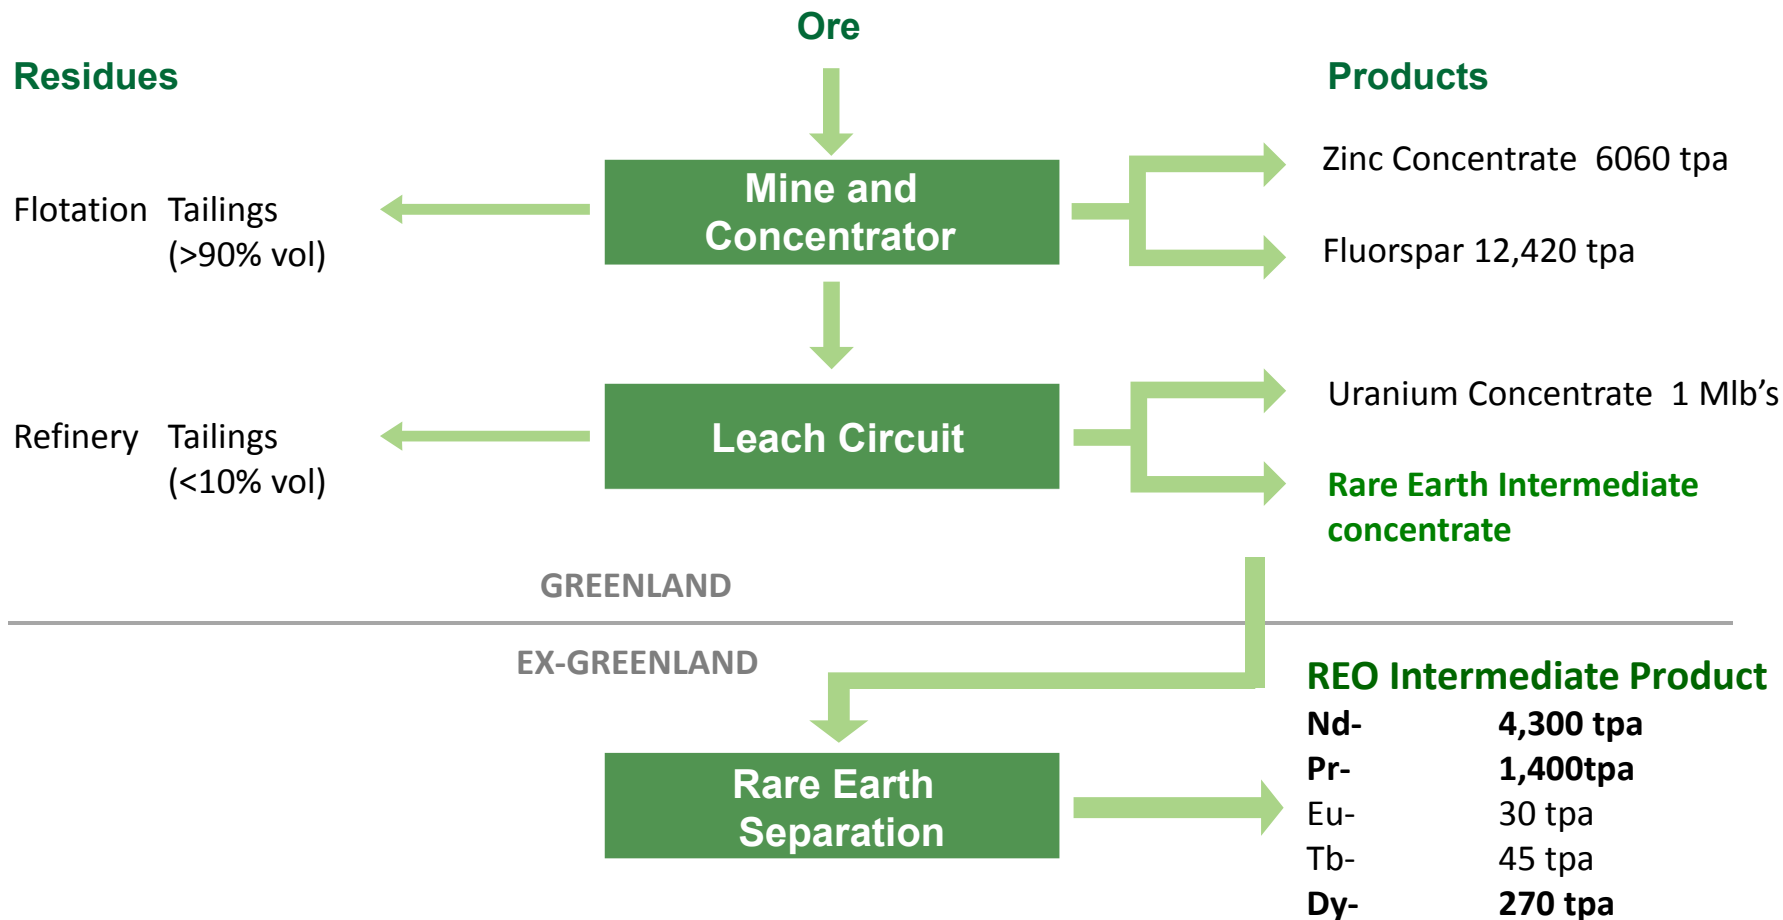 Ore
Residues
Products
Mine and
Concentrator
Flotation Tailings
(>90% vol)
Zinc Concentrate 6060 tpa
Fluorspar 12,420 tpa
Leach Circuit
Refinery Tailings
(<10% vol)
Uranium Concentrate 1 Mlb’s
Rare Earth Intermediate
concentrate
GREENLAND
EX-GREENLAND
Rare Earth
Separation
REO Intermediate Product
Nd- 4,300 tpa
Pr- 1,400tpa
Eu- 30 tpa
Tb- 45 tpa
Dy- 270 tpa